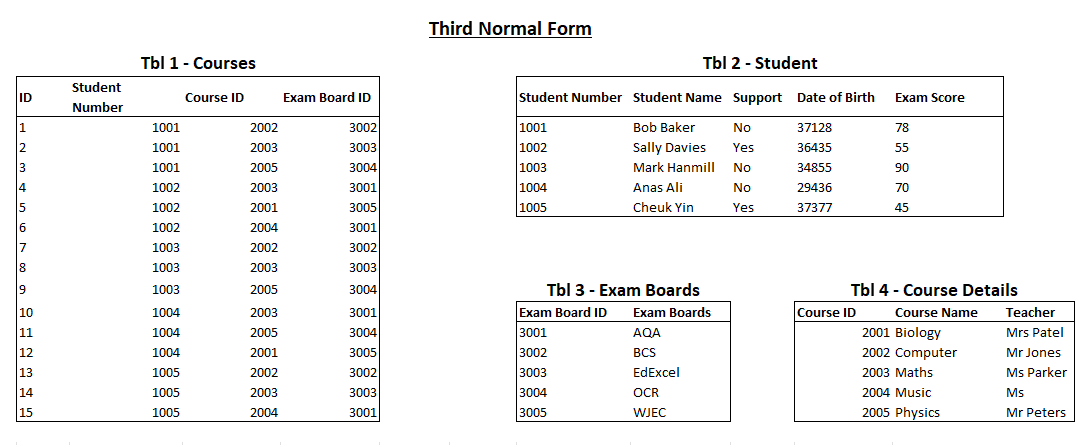 Third Normal Form
Tbl 1 - Courses
ID Student Number Course ID Exam Board ID
1 1001 2002 3002
2 1001 2003 3003
3 1001 2005 3004
4 1002 2003 3001
5 1002 2001 3005
6 1002 2004 3001
7 1003 2002 3002
8 1003 2003 3003
9 1003 2005 3004
10 1004 2003 3001
11 1004 2005 3004
12 1004 2001 3005
13 1005 2002 3002
14 1005 2003 3003
15 1005 2004 3001
Tbl 2 - Student
Student Number Student Name Support Date of Birth Exam Score
1001 Bob Baker No 37128 78
1002 Sally Davies Yes 36435 55
1003 Mark Hanmill No 34855 90
1004 Anas Ali No 29436 70
1005 Cheuk Yin Yes 37377 45
Tbl 3 - Exam Boards
Exam Board ID Exam Boards
3001 AQA
3002 BCS
3003 EdExcel
3004 OCR
3005 WJEC
Tbl 4 - Course Details
Course ID Course Name Teacher
2001 Biology Mrs Patel
2002 Computer Mr Jones
2003 Maths Ms Parker
2004 Music Ms
2005 Physics Mr Peters